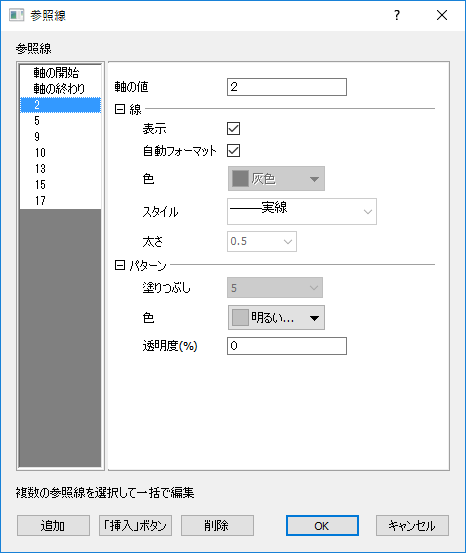 参照線
?
参照線
軸の開始
軸の終わり
2
5
9
10
13
15
17
軸の値 2
線
表示
自動フォーマット
色 灰色
スタイル 実線
太さ 0.5
パターン
塗りつぶし 5
色 明るい...
透明度(%) 0
複数の参照線を選択して一括で編集
追加 「挿入」ボタン 削除 OK キャンセル